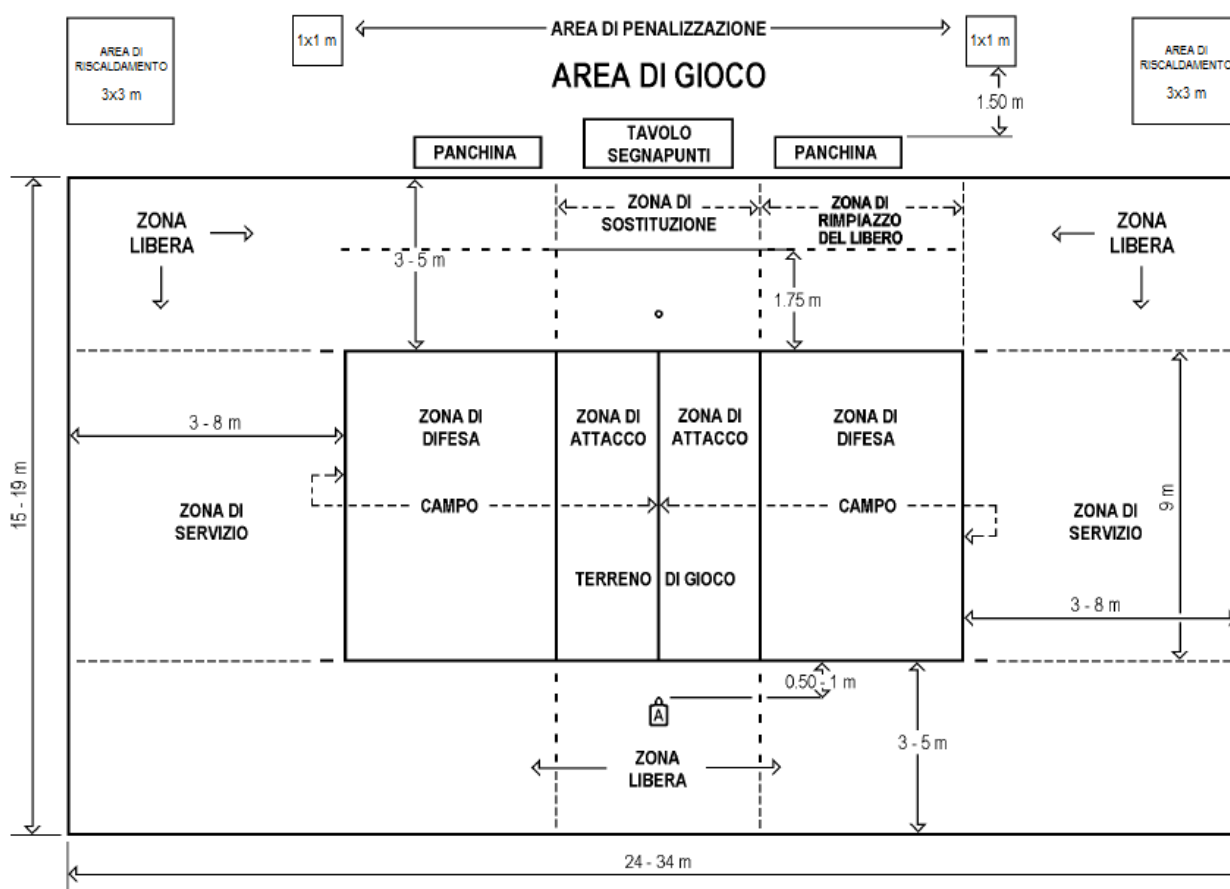 AREA DI
RISCALDAMENTO
3x3 m
1x1 m
AREA DI PENALIZZAZIONE
1x1 m
AREA DI
RISCALDAMENTO
3x3 m
AREA DI GIOCO
1.50 m
PANCHINA
TAVOLO
SEGNAPUNTI
PANCHINA
ZONA
LIBERA
ZONA DI
SOSTITUZIONE
ZONA DI
RIMPIAZZO
DEL LIBERO
ZONA
LIBERA
3 - 5 m
1.75 m
3 - 8 m
ZONA DI
DIFESA
ZONA DI
ATTACCO
ZONA DI
ATTACCO
ZONA DI
DIFESA
15 - 19 m
ZONA DI
SERVIZIO
CAMPO
CAMPO
ZONA DI
SERVIZIO
9 m
TERRENO DI GIOCO
3 - 8 m
0.50 - 1 m
A
3 - 5 m
ZONA
LIBERA
24 - 34 m